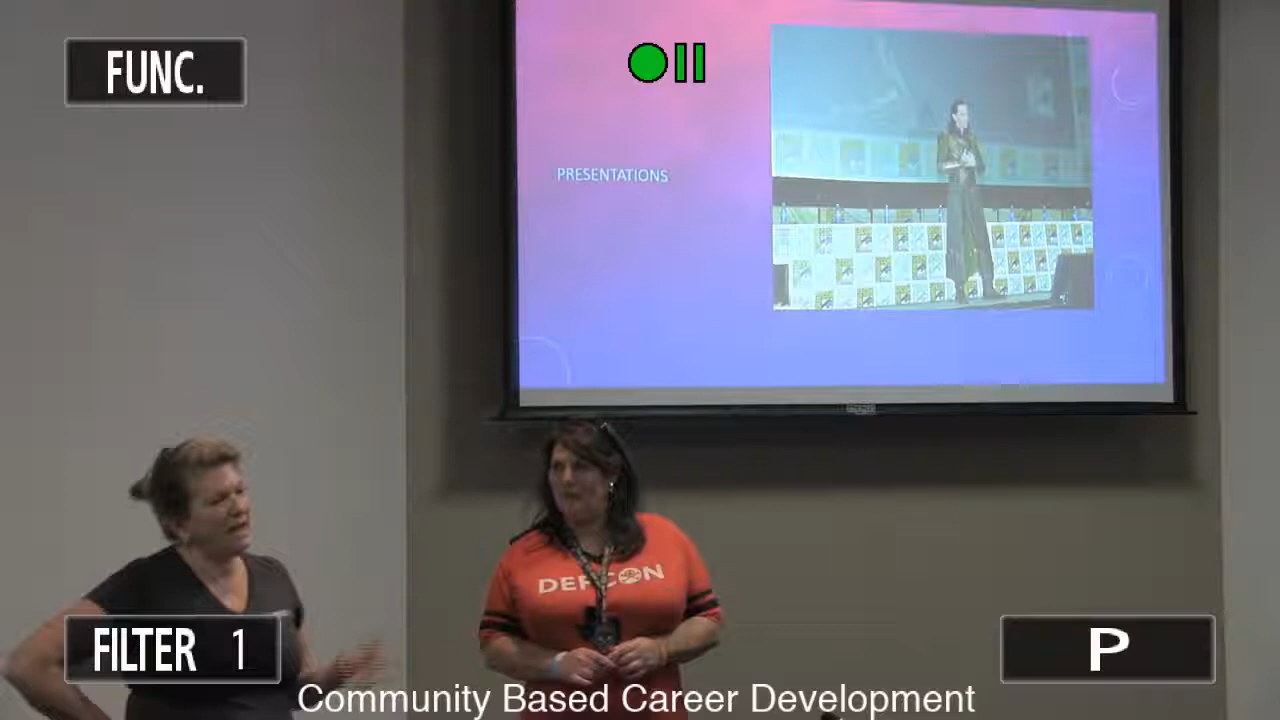 FUNC.
PRESENTATIONS
DEFCON
FILTER 1
P
Community Based Career Development